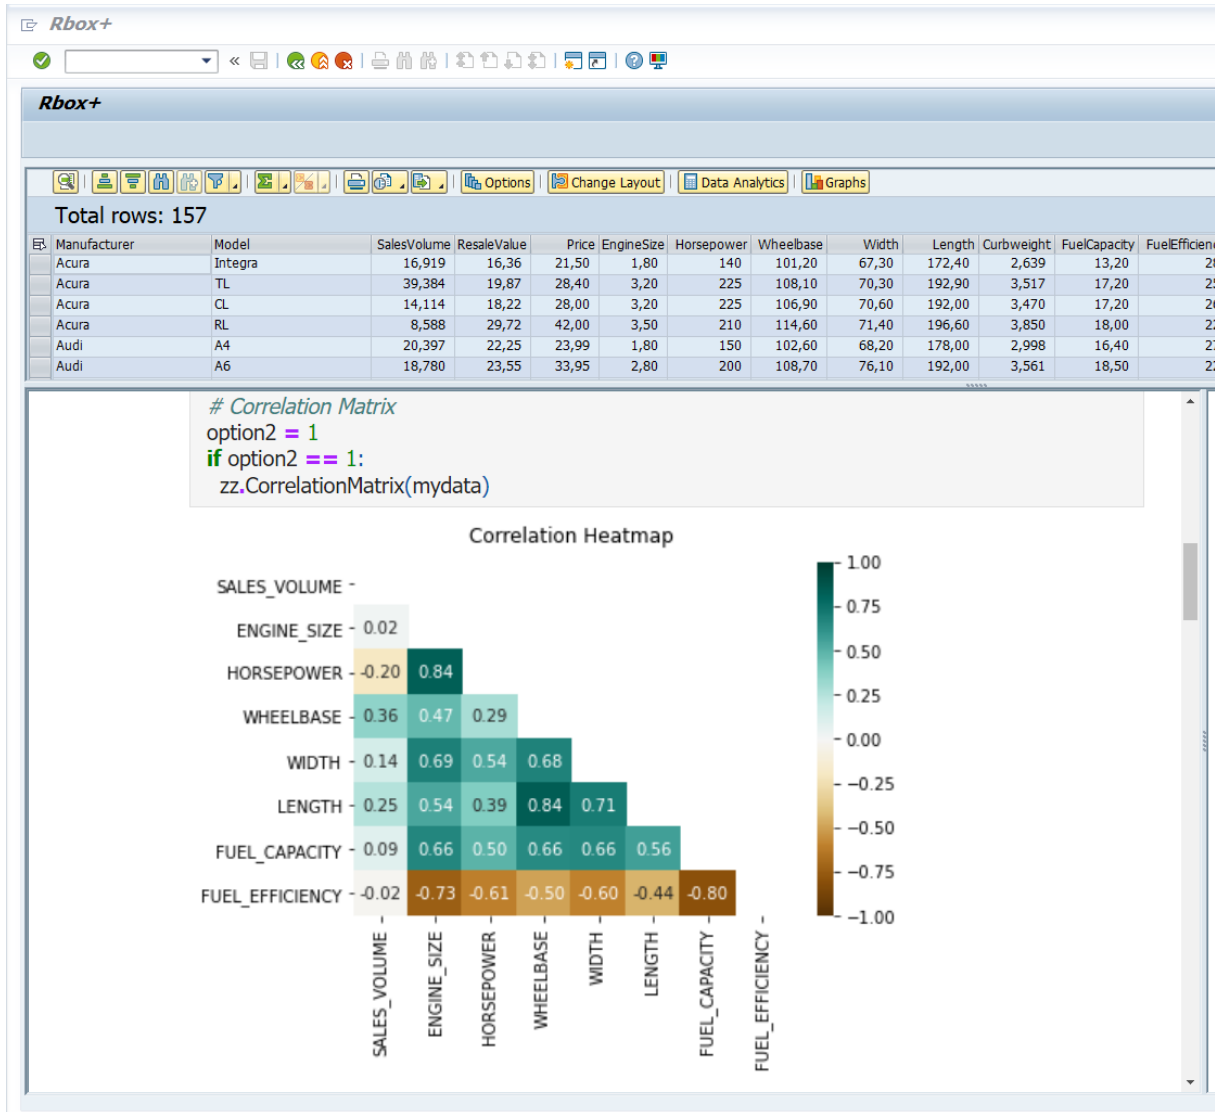 Rbox+
Rbox+
Options Change Layout Data Analytics Graphs
Total rows: 157
Manufacturer Model SalesVolume ResaleValue Price EngineSize Horsepower Wheelbase Width Length Curbweight FuelCapacity FuelEfficienc
Acura Integra 16,919 16,36 21,50 1,80 140 101,20 67,30 172,40 2,639 13,20 28
Acura TL 39,384 19,87 28,40 3,20 225 108,10 70,30 192,90 3,517 17,20 25
Acura CL 14,114 18,22 28,00 3,20 225 106,90 70,60 192,00 3,470 17,20 26
Acura RL 8,588 29,72 42,00 3,50 210 114,60 71,40 196,60 3,850 18,00 22
Audi A4 20,397 22,25 23,99 1,80 150 102,60 68,20 178,00 2,998 16,40 27
Audi A6 18,780 23,55 33,95 2,80 200 108,70 76,10 192,00 3,561 18,50 22
# Correlation Matrix
option2 = 1
if option2 == 1:
zz.CorrelationMatrix(mydata)
Correlation Heatmap
SALES_VOLUME
ENGINE_SIZE 0.02
HORSEPOWER -0.20 0.84
WHEELBASE 0.36 0.47 0.29
WIDTH 0.14 0.69 0.54 0.68
LENGTH 0.25 0.54 0.39 0.84 0.71
FUEL_CAPACITY 0.09 0.66 0.50 0.66 0.66 0.56
FUEL_EFFICIENCY -0.02 -0.73 -0.61 -0.50 -0.60 -0.44 -0.80
SALES_VOLUME
ENGINE_SIZE
HORSEPOWER
WHEELBASE
WIDTH
LENGTH
FUEL_CAPACITY
FUEL_EFFICIENCY
1.00
0.75
0.50
0.25
0.00
−0.25
−0.50
−0.75
−1.00